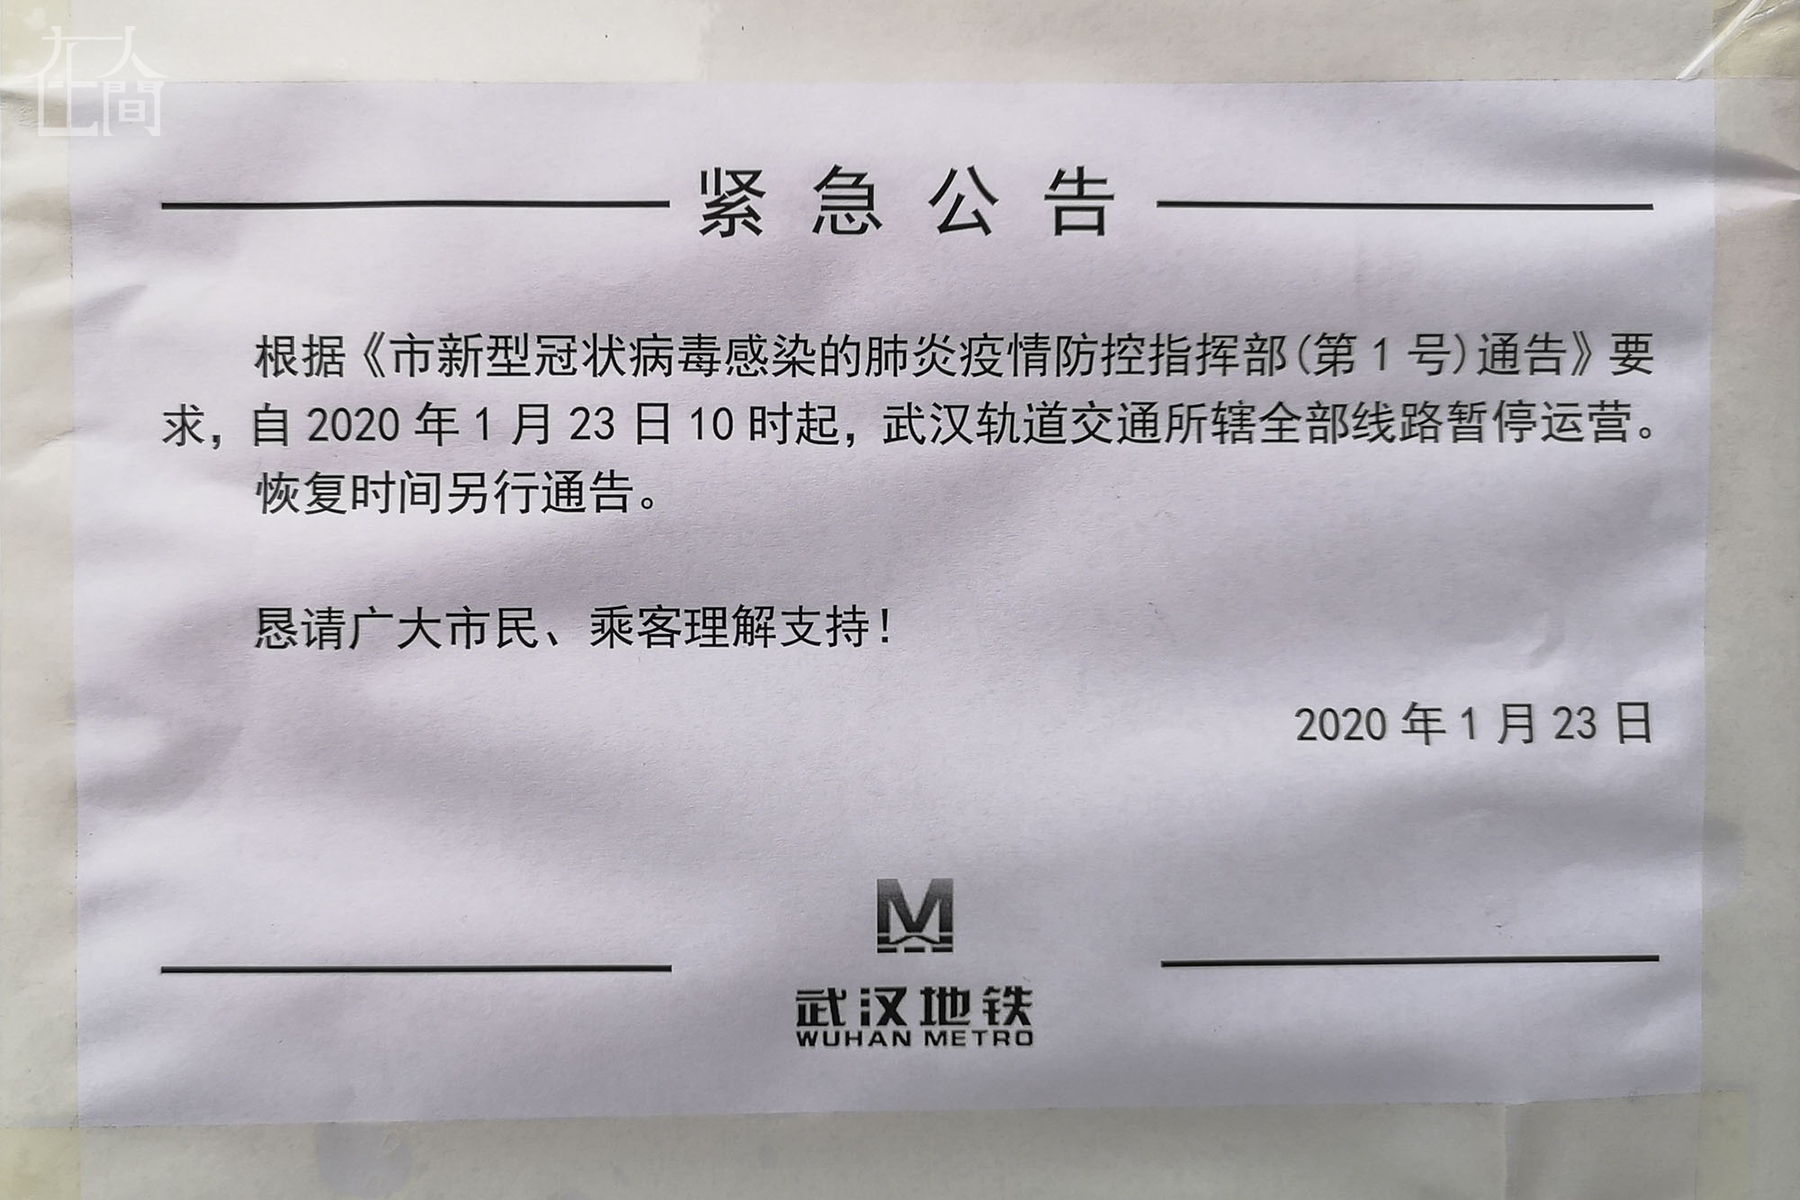 在人間
紧急公告
根据《市新型冠状病毒感染的肺炎疫情防控指挥部(第1号)通告》要
求，自2020年1月23日10时起，武汉轨道交通所辖全部线路暂停运营。
恢复时间另行通告。
恳请广大市民、乘客理解支持！
2020年1月23日
武汉地铁
WUHAN METRO